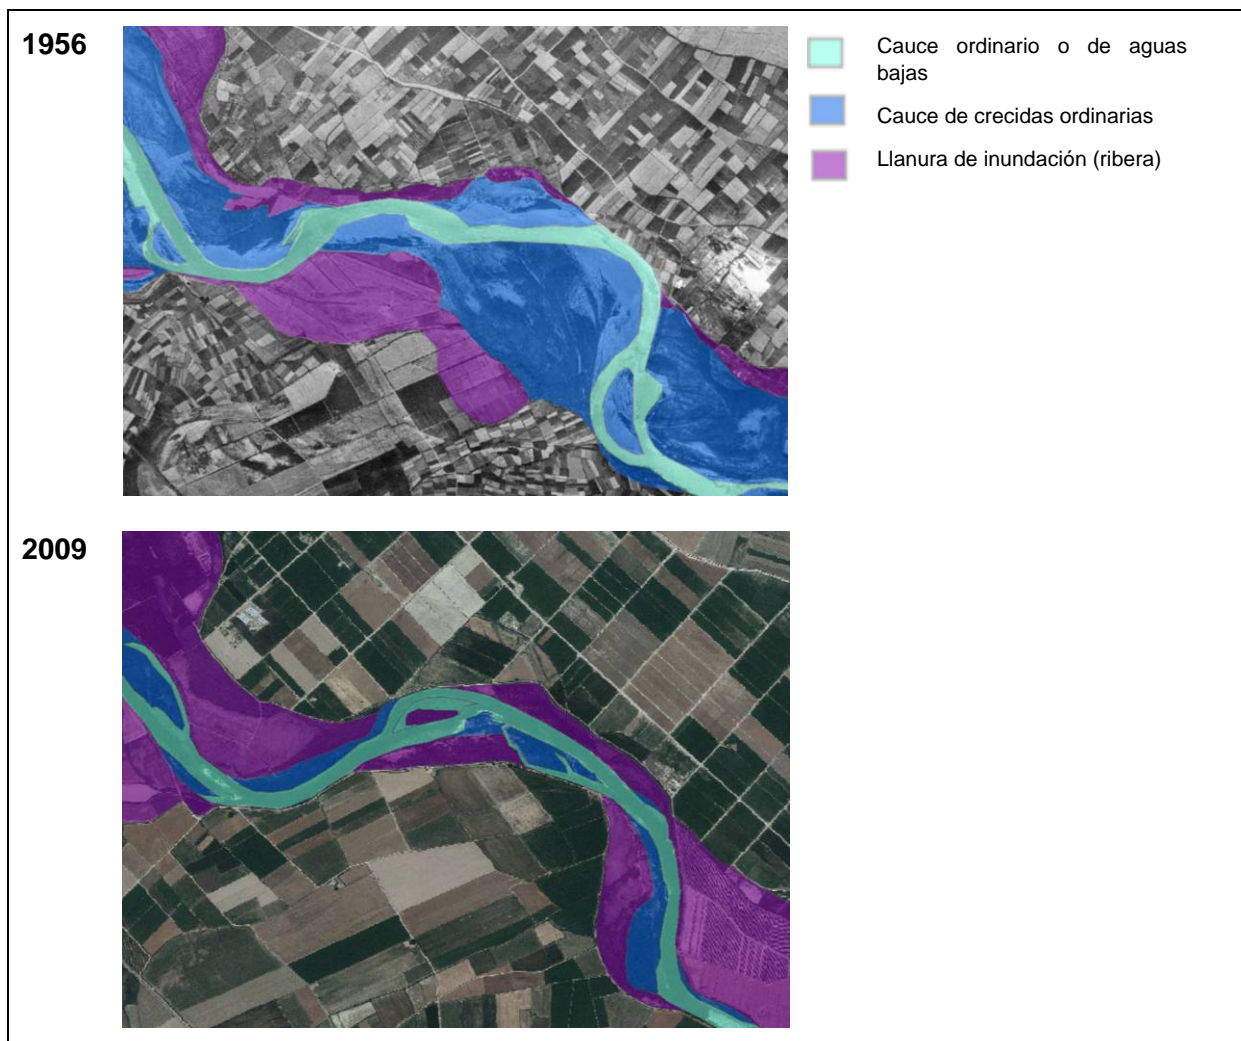 1956
Cauce ordinario o de aguas
bajas
Cauce de crecidas ordinarias
Llanura de inundación (ribera)
2009